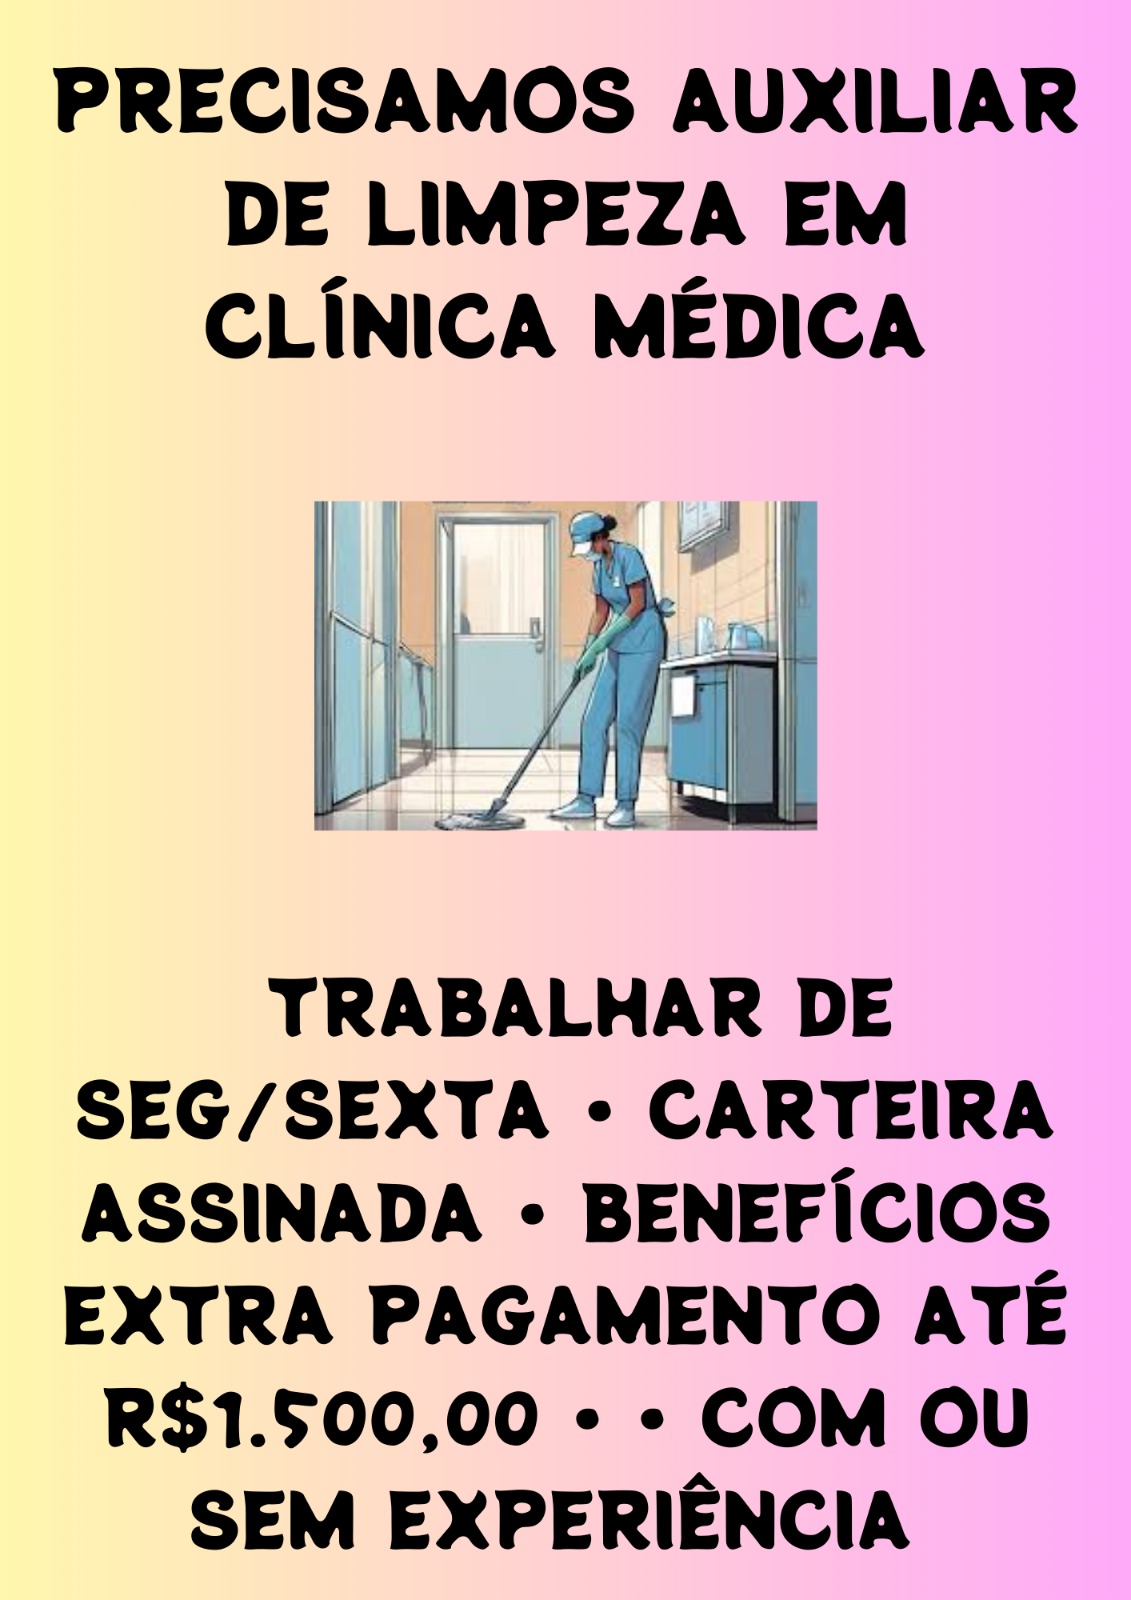 PRECISAMOS AUXILIAR
DE LIMPEZA EM
CLÍNICA MÉDICA
TRABALHAR DE
SEG/SEXTA • CARTEIRA
ASSINADA • BENEFÍCIOS
EXTRA PAGAMENTO ATÉ
R$1.500,00 • • COM OU
SEM EXPERIÊNCIA